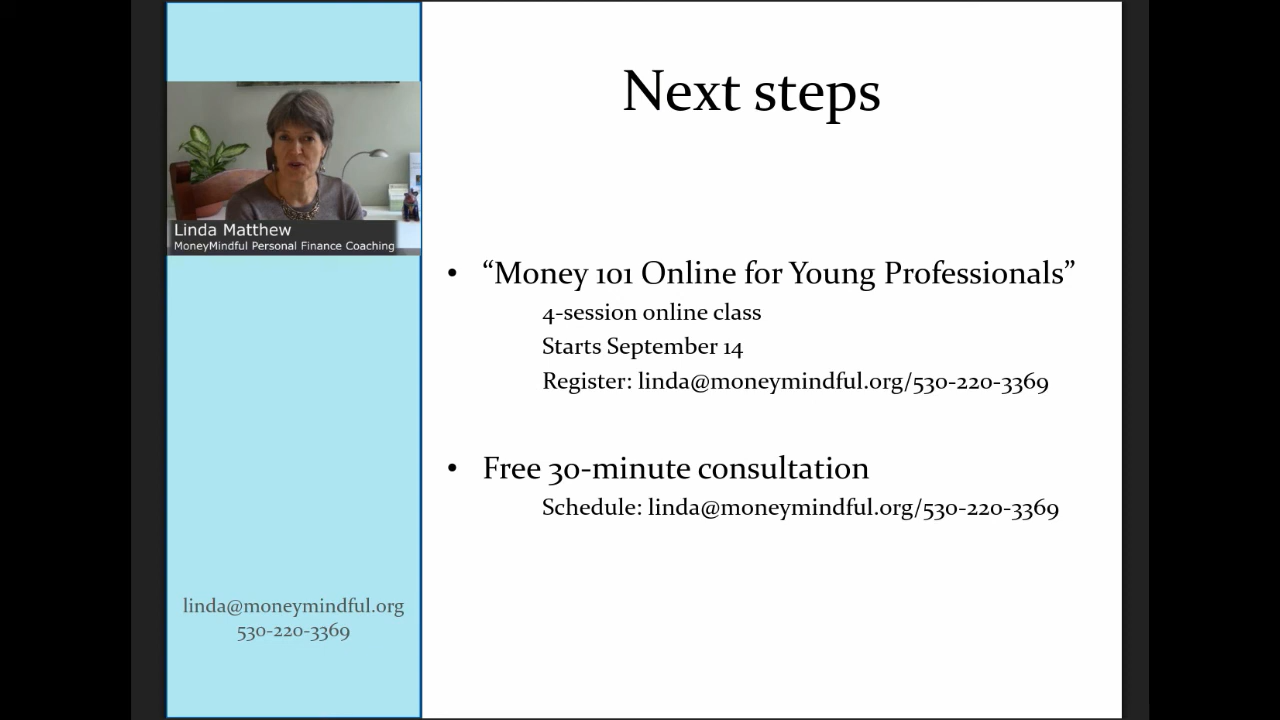 Next steps
Linda Matthew
MoneyMindful Personal Finance Coaching
• “Money 101 Online for Young Professionals”
4-session online class
Starts September 14
Register: linda@moneymindful.org/530-220-3369
• Free 30-minute consultation
Schedule: linda@moneymindful.org/530-220-3369
linda@moneymindful.org
530-220-3369